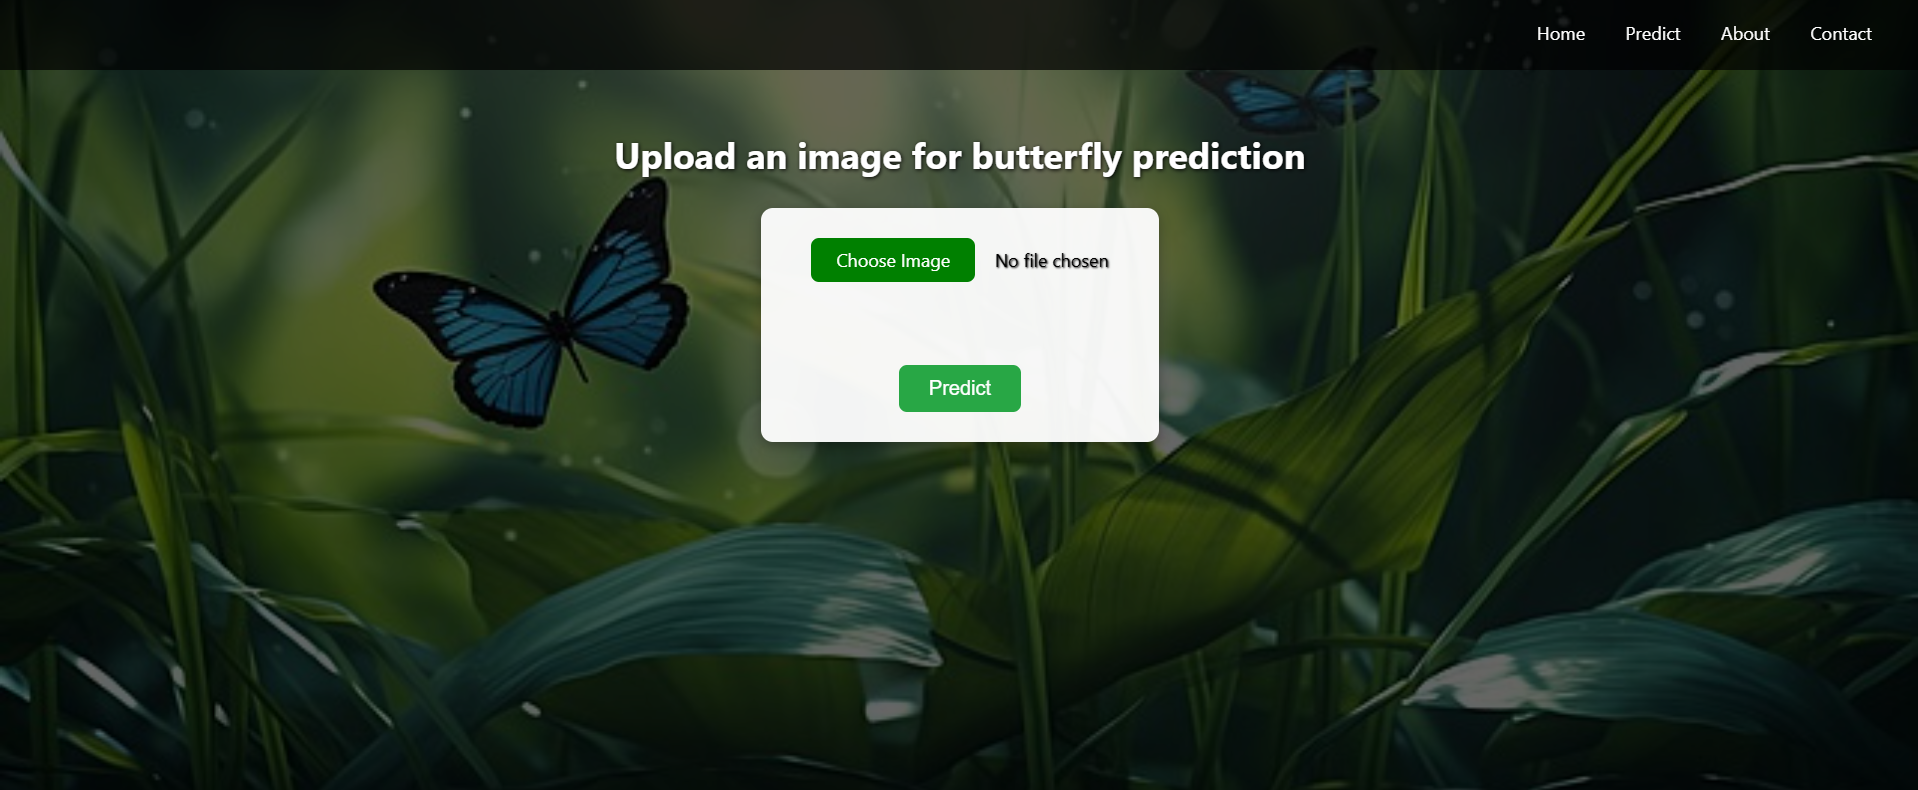 Home Predict About Contact
Upload an image for butterfly prediction
Choose Image No file chosen
Predict